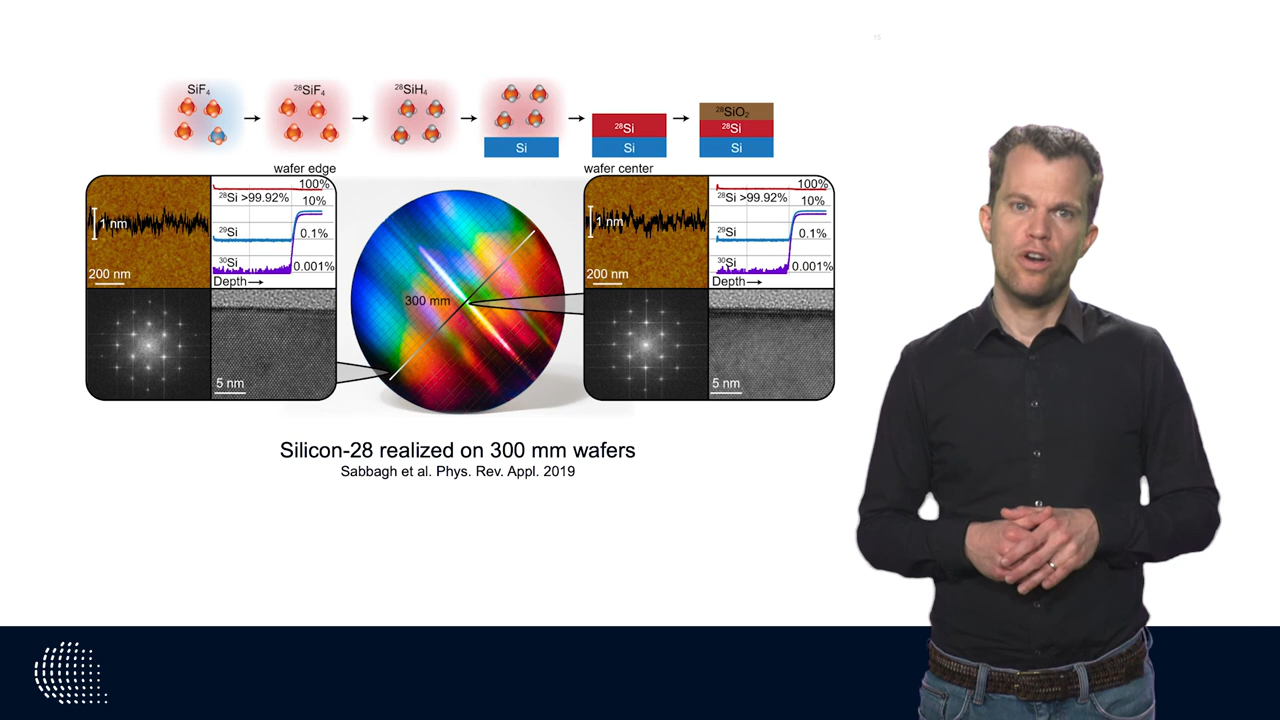 15
SiF₄
²⁸SiF₄
²⁸SiH₄
Si
²⁸Si
Si
²⁸SiO₂
²⁸Si
Si
wafer edge
1 nm
200 nm
100%
²⁸Si >99.92%
10%
²⁹Si
0.1%
³⁰Si
0.001%
Depth→
5 nm
300 mm
wafer center
1 nm
200 nm
100%
²⁸Si >99.92%
10%
²⁹Si
0.1%
³⁰Si
0.001%
Depth→
5 nm
Silicon-28 realized on 300 mm wafers
Sabbagh et al. Phys. Rev. Appl. 2019